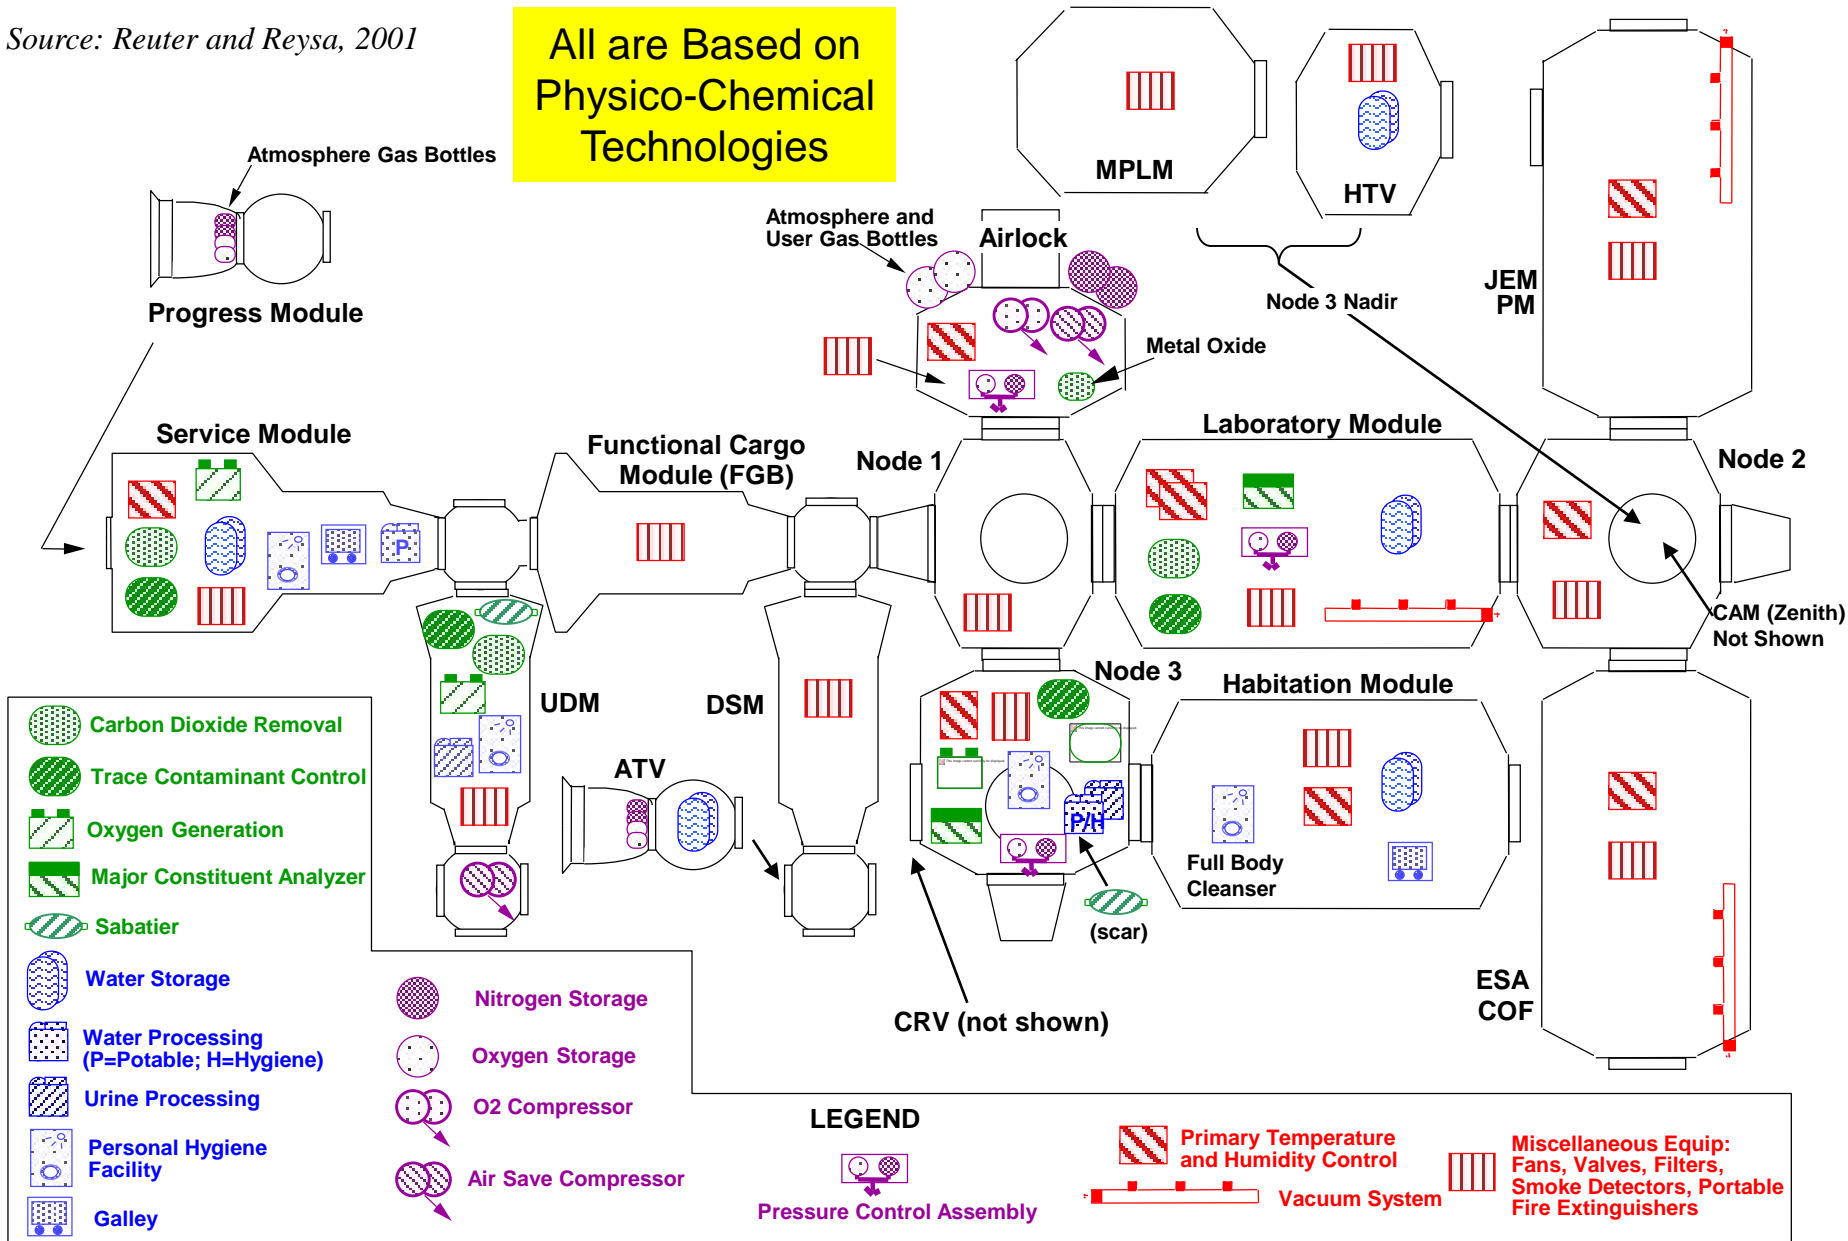 Source: Reuter and Reysa, 2001
All are Based on
Physico-Chemical
Technologies
Atmosphere Gas Bottles
Progress Module
Atmosphere and
User Gas Bottles
Airlock
MPLM
HTV
Node 3 Nadir
JEM
PM
Metal Oxide
Service Module
Functional Cargo
Module (FGB)
Node 1
Laboratory Module
Node 2
P
CAM (Zenith)
Not Shown
UDM
DSM
ATV
Node 3
Habitation Module
P/H
Full Body
Cleanser
(scar)
CRV (not shown)
ESA
COF
Carbon Dioxide Removal
Trace Contaminant Control
Oxygen Generation
Major Constituent Analyzer
Sabatier
Water Storage
Water Processing
(P=Potable; H=Hygiene)
Urine Processing
Personal Hygiene
Facility
Galley
Nitrogen Storage
Oxygen Storage
O2 Compressor
Air Save Compressor
LEGEND
Pressure Control Assembly
Primary Temperature
and Humidity Control
Vacuum System
Miscellaneous Equip:
Fans, Valves, Filters,
Smoke Detectors, Portable
Fire Extinguishers